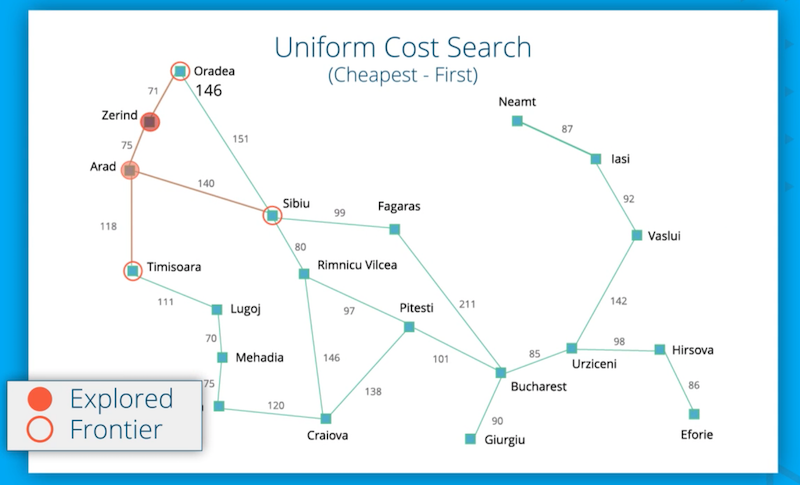 Uniform Cost Search
(Cheapest - First)
Oradea
146
71
Zerind
75
Arad
151
140
118
Sibiu
99
Fagaras
80
Timisoara
111
Rimnicu Vilcea
Lugoj
97
Pitesti
211
70
Mehadia
146
101
75
138
120
Craiova
Neamt
87
Iasi
92
Vaslui
142
85
98
Urziceni
Hirsova
Bucharest
86
90
Giurgiu
Eforie
Explored
Frontier